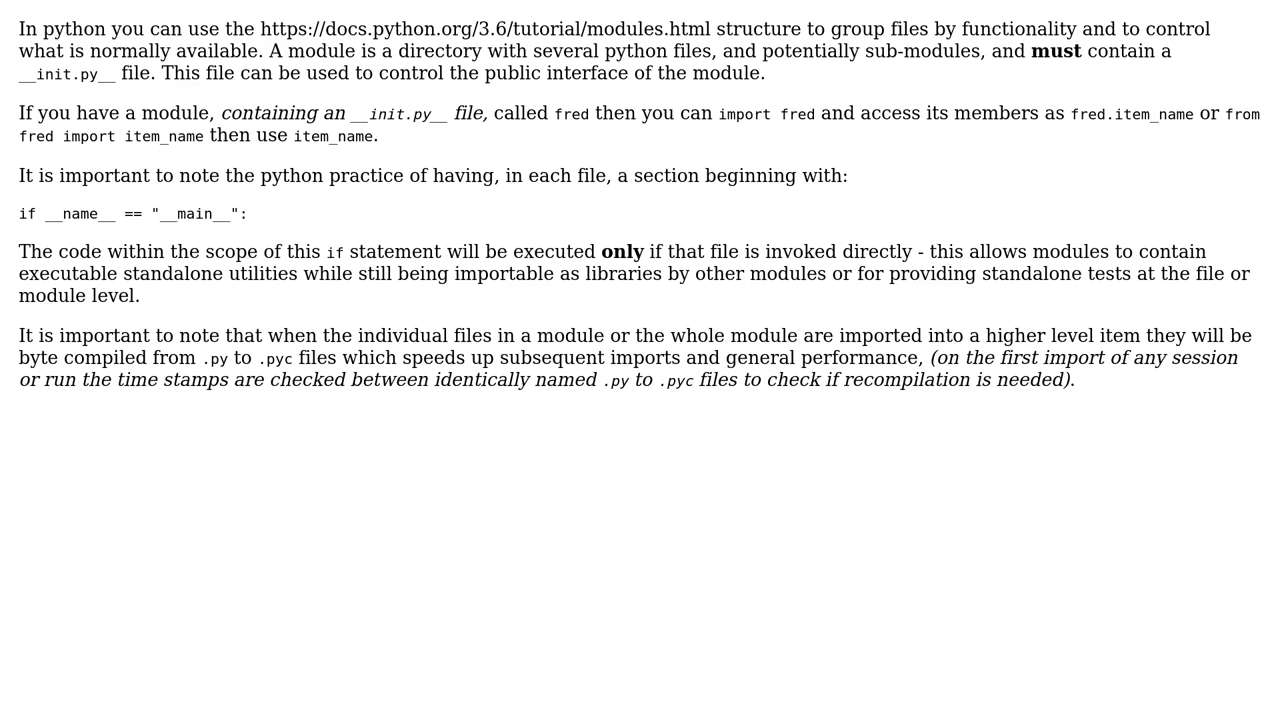 In python you can use the https://docs.python.org/3.6/tutorial/modules.html structure to group files by functionality and to control
what is normally available. A module is a directory with several python files, and potentially sub-modules, and must contain a
__init.py__ file. This file can be used to control the public interface of the module.
If you have a module, containing an __init.py__ file, called fred then you can import fred and access its members as fred.item_name or from
fred import item_name then use item_name.
It is important to note the python practice of having, in each file, a section beginning with:
if __name__ == "__main__":
The code within the scope of this if statement will be executed only if that file is invoked directly - this allows modules to contain
executable standalone utilities while still being importable as libraries by other modules or for providing standalone tests at the file or
module level.
It is important to note that when the individual files in a module or the whole module are imported into a higher level item they will be
byte compiled from .py to .pyc files which speeds up subsequent imports and general performance, (on the first import of any session
or run the time stamps are checked between identically named .py to .pyc files to check if recompilation is needed).